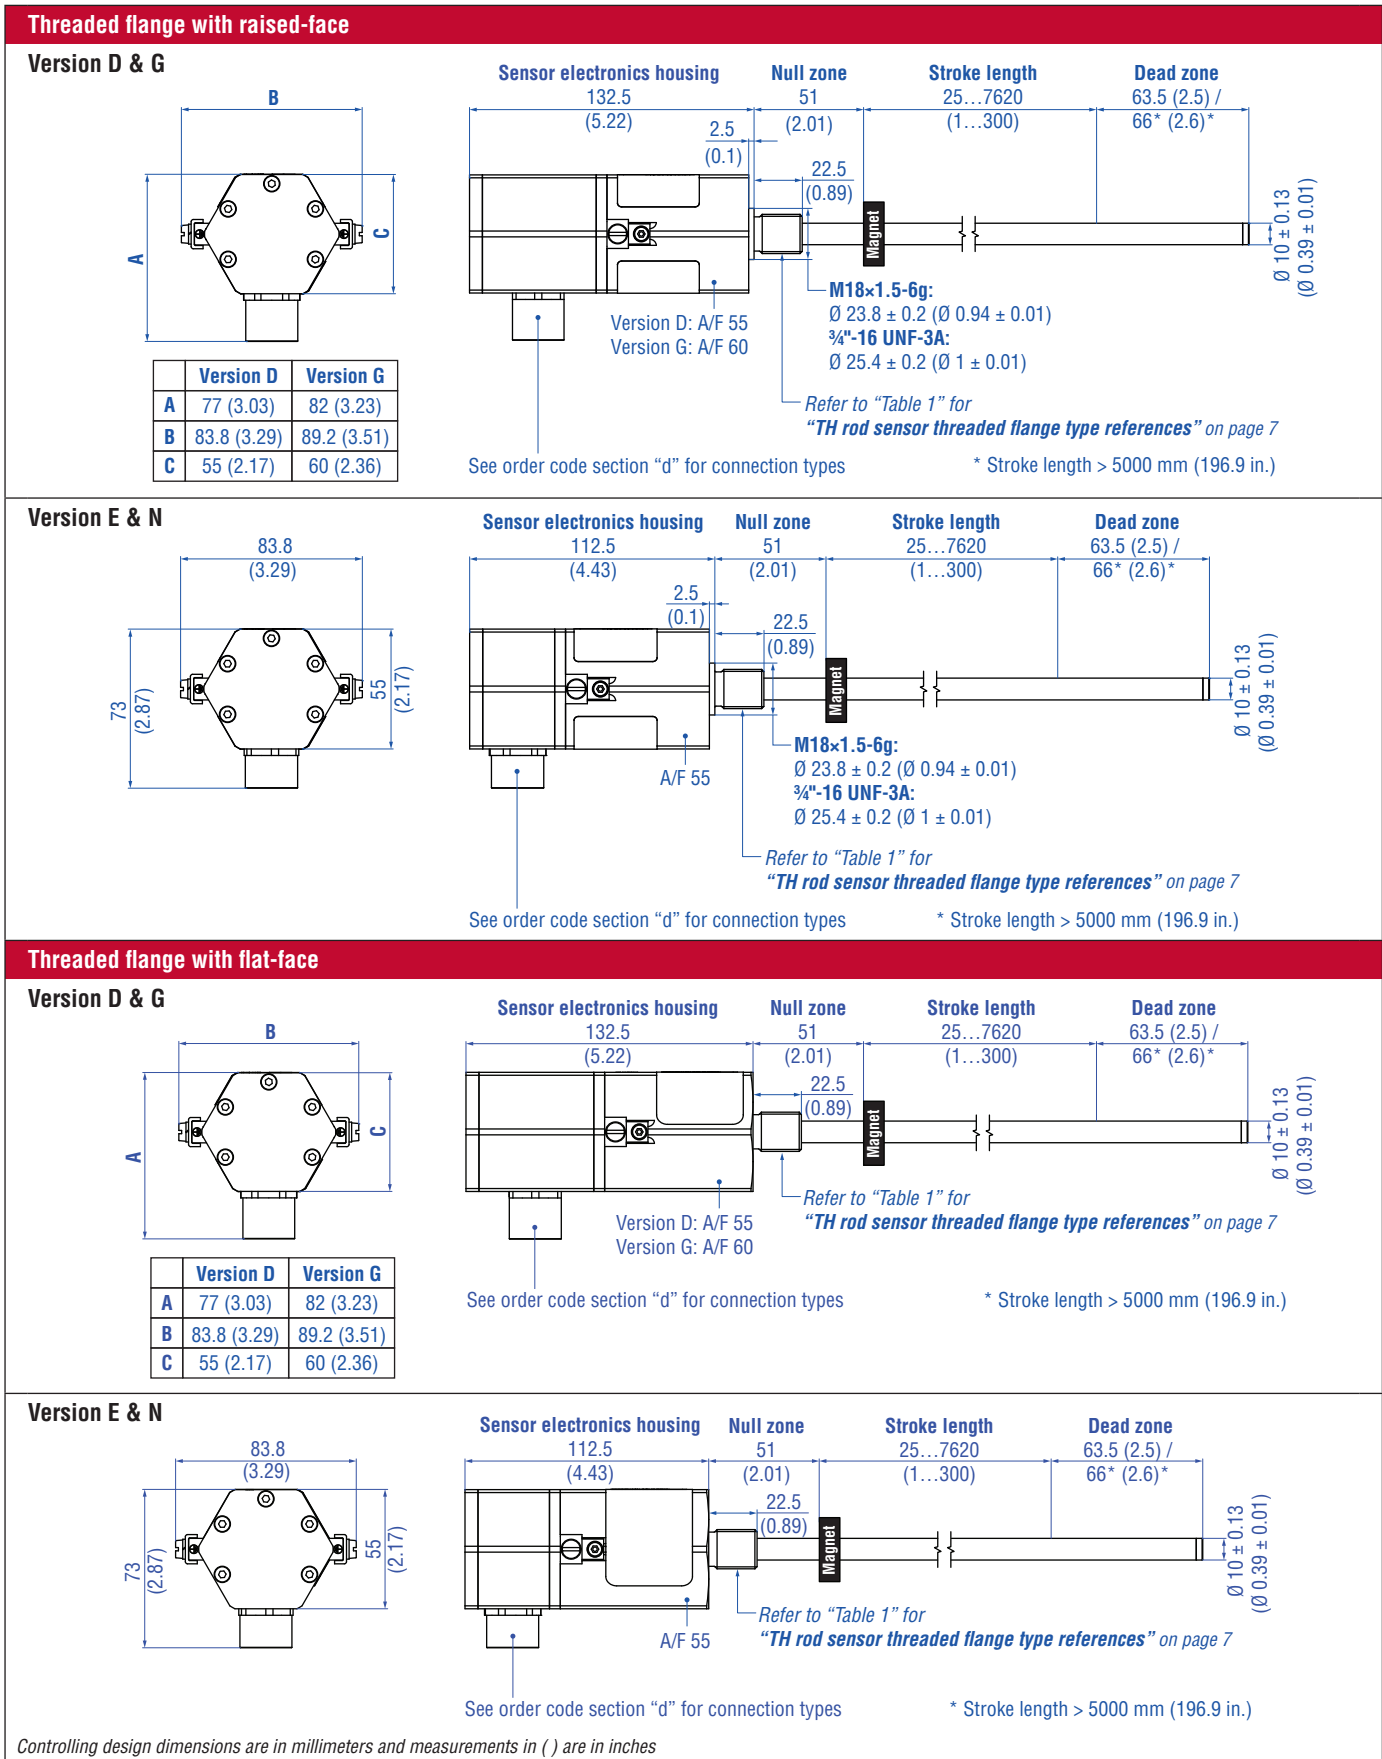 Threaded flange with raised-face
Version D & G
B
A
C
Version D Version G
A 77 (3.03) 82 (3.23)
B 83.8 (3.29) 89.2 (3.51)
C 55 (2.17) 60 (2.36)
Sensor electronics housing Null zone Stroke length Dead zone
132.5 51 25…7620 63.5 (2.5) /
(5.22) (2.01) (1…300) 66* (2.6)*
2.5
(0.1)
22.5
(0.89)
Magnet
Ø 10 ± 0.13
(Ø 0.39 ± 0.01)
M18×1.5-6g:
Ø 23.8 ± 0.2 (Ø 0.94 ± 0.01)
¾"-16 UNF-3A:
Ø 25.4 ± 0.2 (Ø 1 ± 0.01)
Version D: A/F 55
Version G: A/F 60
Refer to “Table 1” for
“TH rod sensor threaded flange type references” on page 7
See order code section “d” for connection types * Stroke length > 5000 mm (196.9 in.)
Version E & N
83.8
(3.29)
73
(2.87)
55
(2.17)
Sensor electronics housing Null zone Stroke length Dead zone
112.5 51 25…7620 63.5 (2.5) /
(4.43) (2.01) (1…300) 66* (2.6)*
2.5
(0.1)
22.5
(0.89)
Magnet
Ø 10 ± 0.13
(Ø 0.39 ± 0.01)
M18×1.5-6g:
Ø 23.8 ± 0.2 (Ø 0.94 ± 0.01)
¾"-16 UNF-3A:
Ø 25.4 ± 0.2 (Ø 1 ± 0.01)
A/F 55
Refer to “Table 1” for
“TH rod sensor threaded flange type references” on page 7
See order code section “d” for connection types * Stroke length > 5000 mm (196.9 in.)
Threaded flange with flat-face
Version D & G
B
A
C
Version D Version G
A 77 (3.03) 82 (3.23)
B 83.8 (3.29) 89.2 (3.51)
C 55 (2.17) 60 (2.36)
Sensor electronics housing Null zone Stroke length Dead zone
132.5 51 25…7620 63.5 (2.5) /
(5.22) (2.01) (1…300) 66* (2.6)*
22.5
(0.89)
Magnet
Ø 10 ± 0.13
(Ø 0.39 ± 0.01)
Version D: A/F 55
Version G: A/F 60
Refer to “Table 1” for
“TH rod sensor threaded flange type references” on page 7
See order code section “d” for connection types * Stroke length > 5000 mm (196.9 in.)
Version E & N
83.8
(3.29)
73
(2.87)
55
(2.17)
Sensor electronics housing Null zone Stroke length Dead zone
112.5 51 25…7620 63.5 (2.5) /
(4.43) (2.01) (1…300) 66* (2.6)*
22.5
(0.89)
Magnet
Ø 10 ± 0.13
(Ø 0.39 ± 0.01)
A/F 55
Refer to “Table 1” for
“TH rod sensor threaded flange type references” on page 7
See order code section “d” for connection types * Stroke length > 5000 mm (196.9 in.)
Controlling design dimensions are in millimeters and measurements in ( ) are in inches